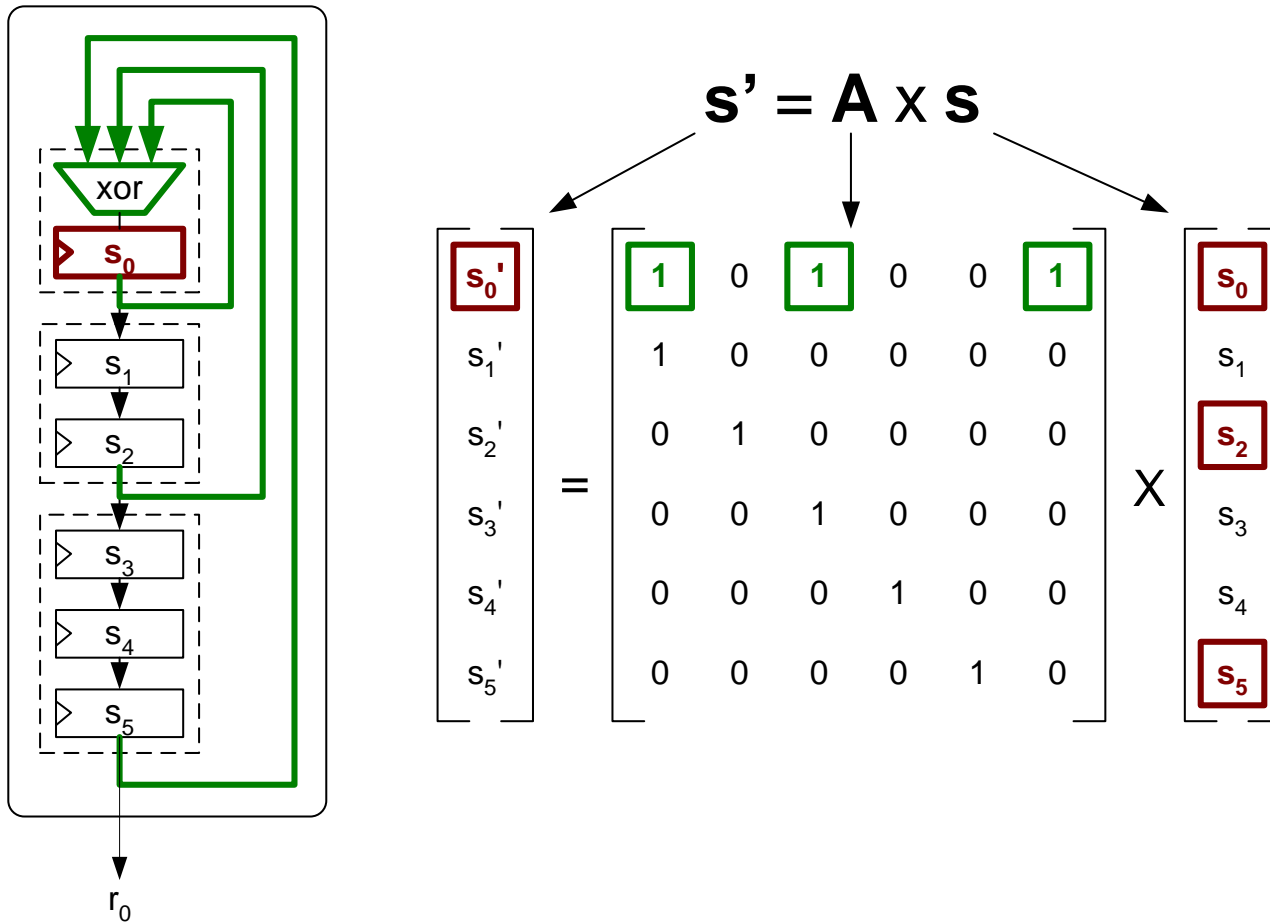 s’ = A x s
xor
s0
s1
s2
s3
s4
s5
r0
s0' 1 0 1 0 0 1 s0
s1' 1 0 0 0 0 0 s1
s2' 0 1 0 0 0 0 s2
= X
s3' 0 0 1 0 0 0 s3
s4' 0 0 0 1 0 0 s4
s5' 0 0 0 0 1 0 s5